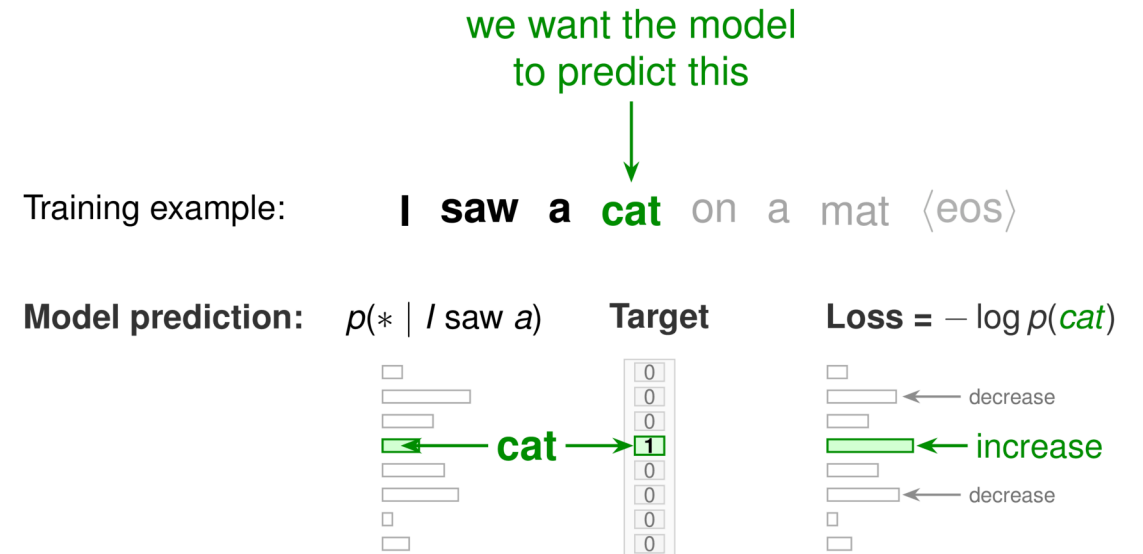 we want the model
to predict this
Training example: I saw a cat on a mat ⟨eos⟩
Model prediction: p(∗ | I saw a) Target Loss = − log p(cat)
0
0 decrease
0
cat 1 increase
0
0 decrease
0
0